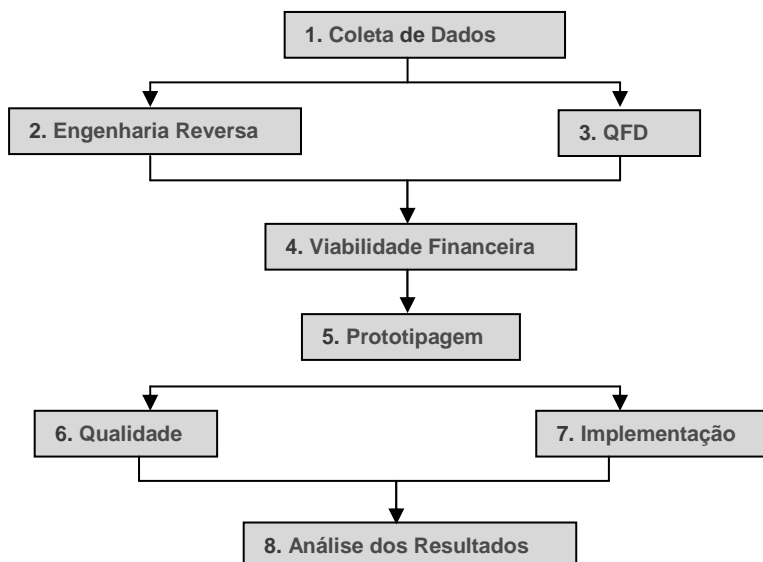 1. Coleta de Dados
2. Engenharia Reversa
3. QFD
4. Viabilidade Financeira
5. Prototipagem
6. Qualidade
7. Implementação
8. Análise dos Resultados